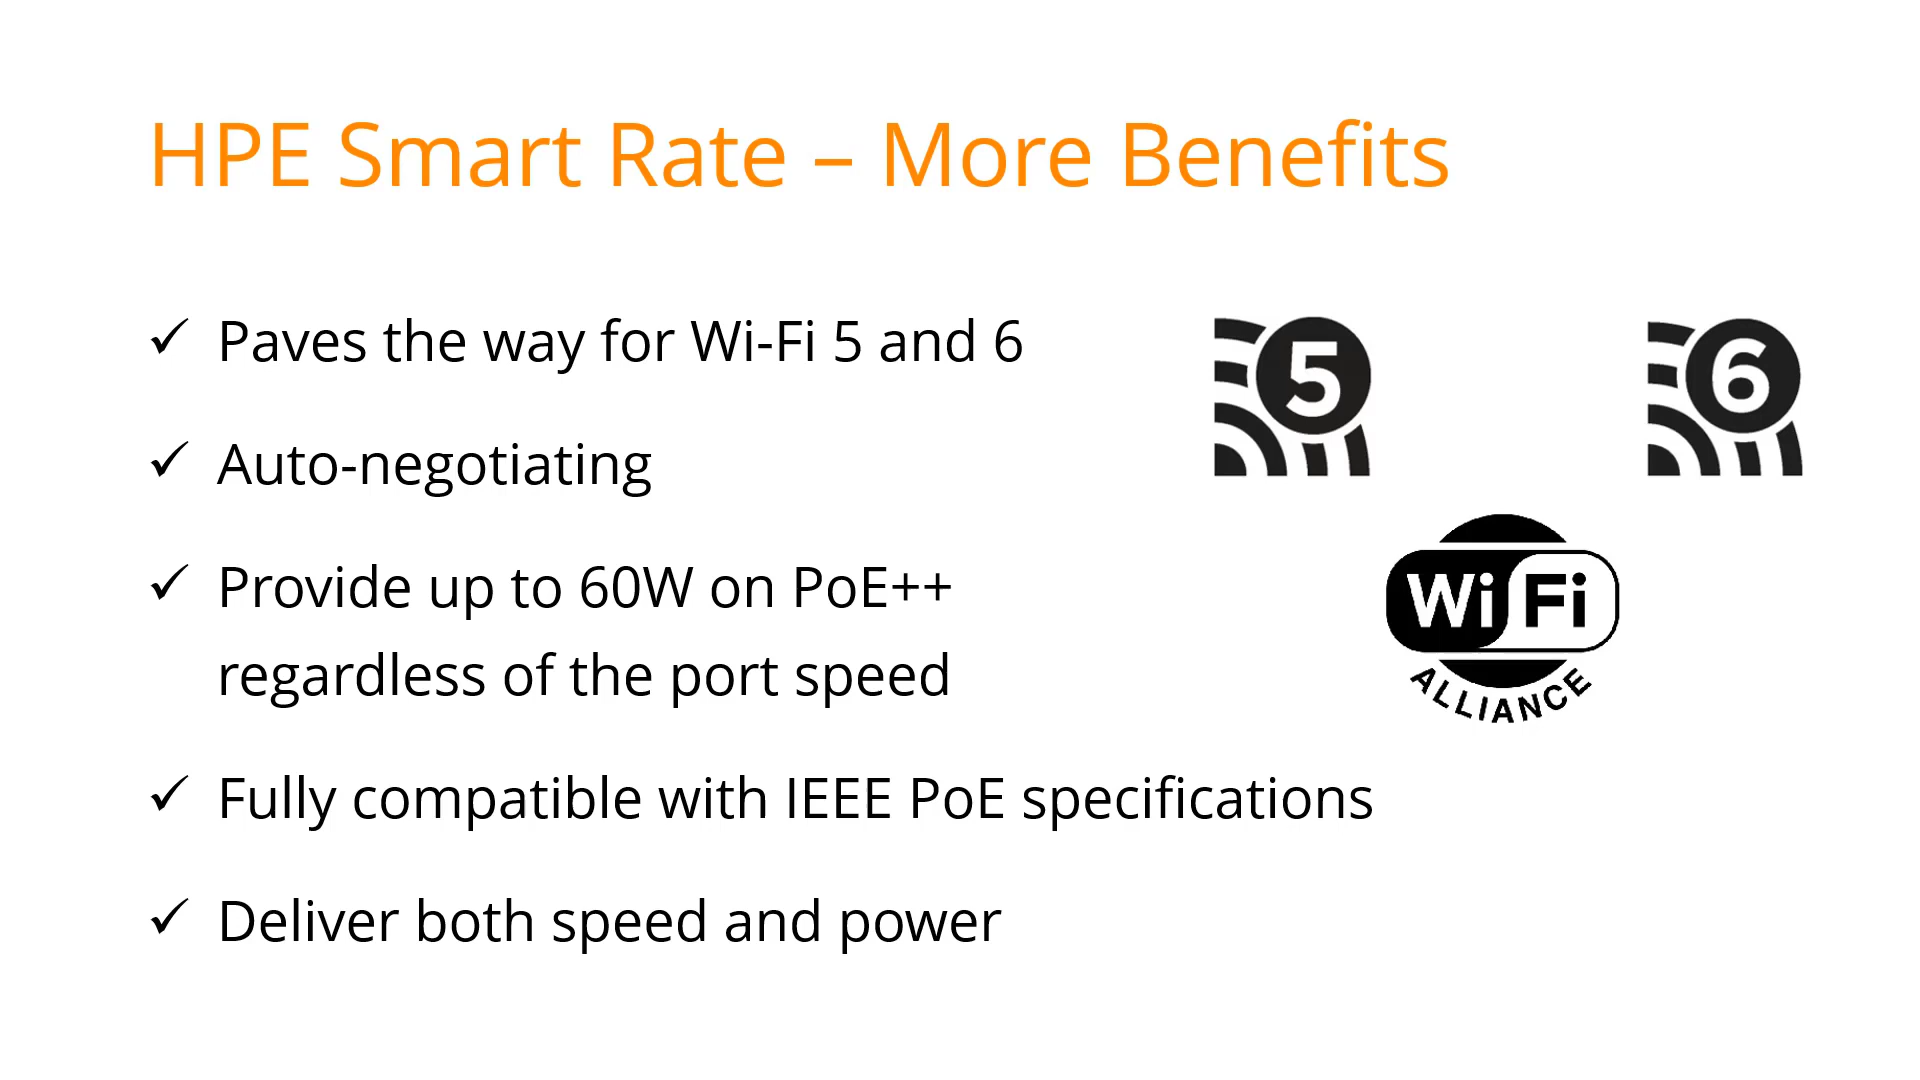 HPE Smart Rate – More Benefits
✓ Paves the way for Wi-Fi 5 and 6
✓ Auto-negotiating
✓ Provide up to 60W on PoE++
regardless of the port speed
✓ Fully compatible with IEEE PoE specifications
✓ Deliver both speed and power
5
6
Wi Fi
ALLIANCE